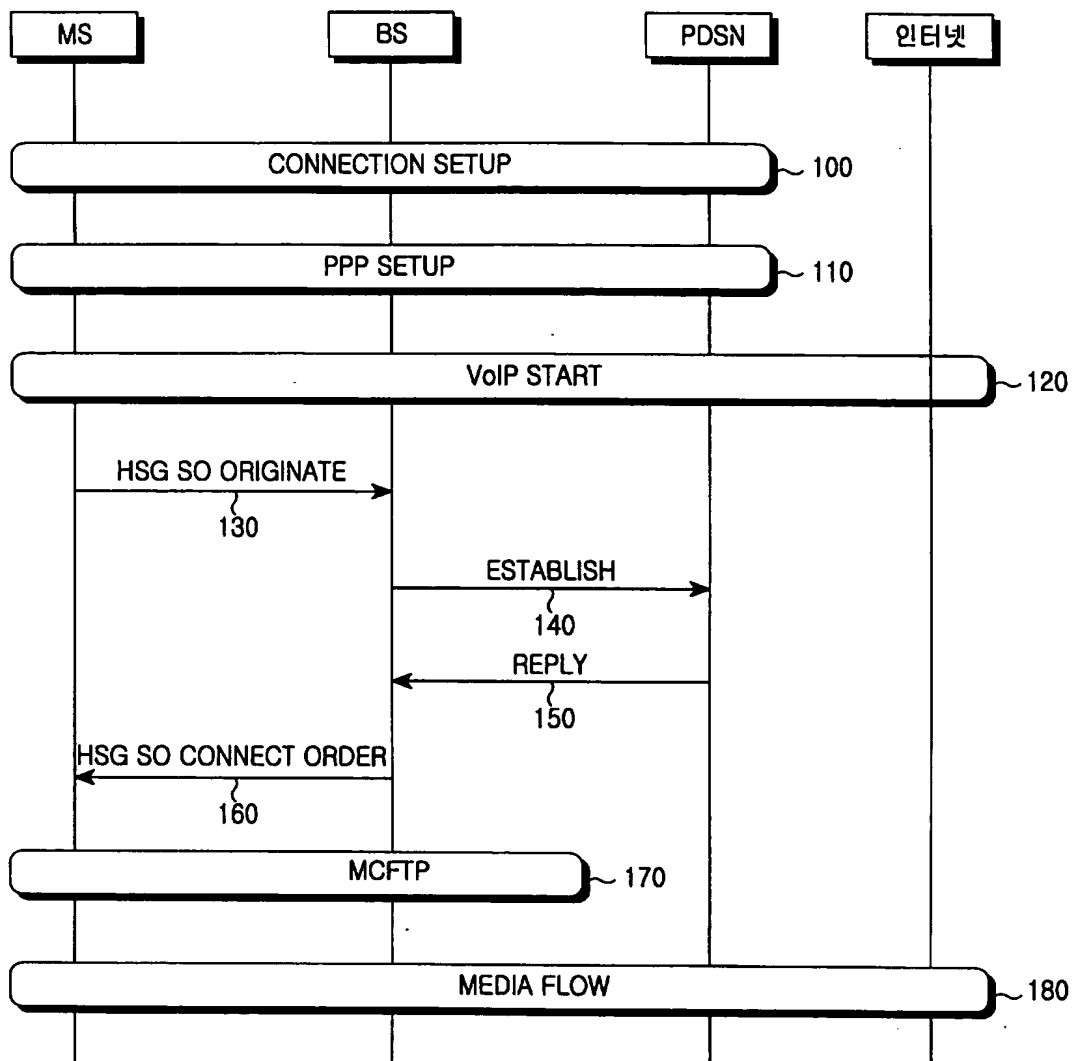 MS
BS
PDSN
인터넷
CONNECTION SETUP
100
PPP SETUP
110
VoIP START
120
HSG SO ORIGINATE
130
ESTABLISH
140
REPLY
150
HSG SO CONNECT ORDER
160
MCFTP
170
MEDIA FLOW
180